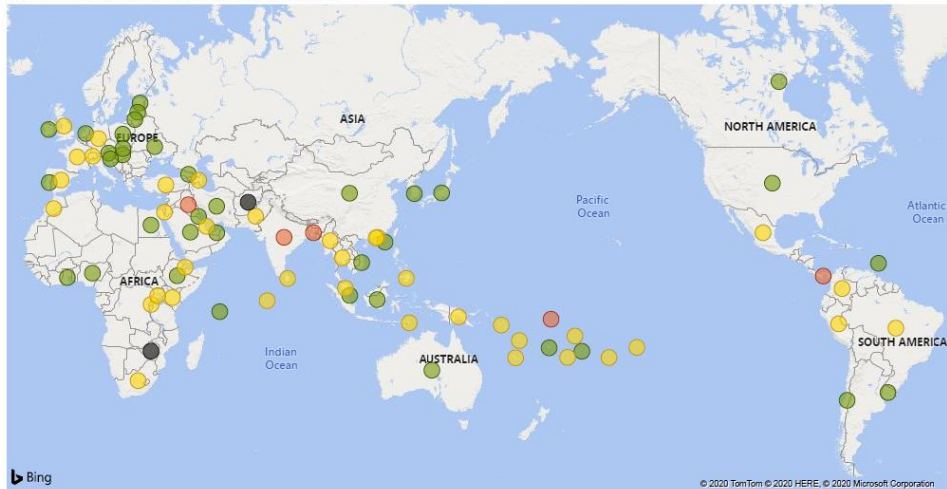 ASIA
EUROPE
NORTH AMERICA
Pacific
Ocean
Atlantic
Ocean
AFRICA
Indian
Ocean
AUSTRALIA
SOUTH AMERICA
Bing
© 2020 TomTom © 2020 HERE, © 2020 Microsoft Corporation